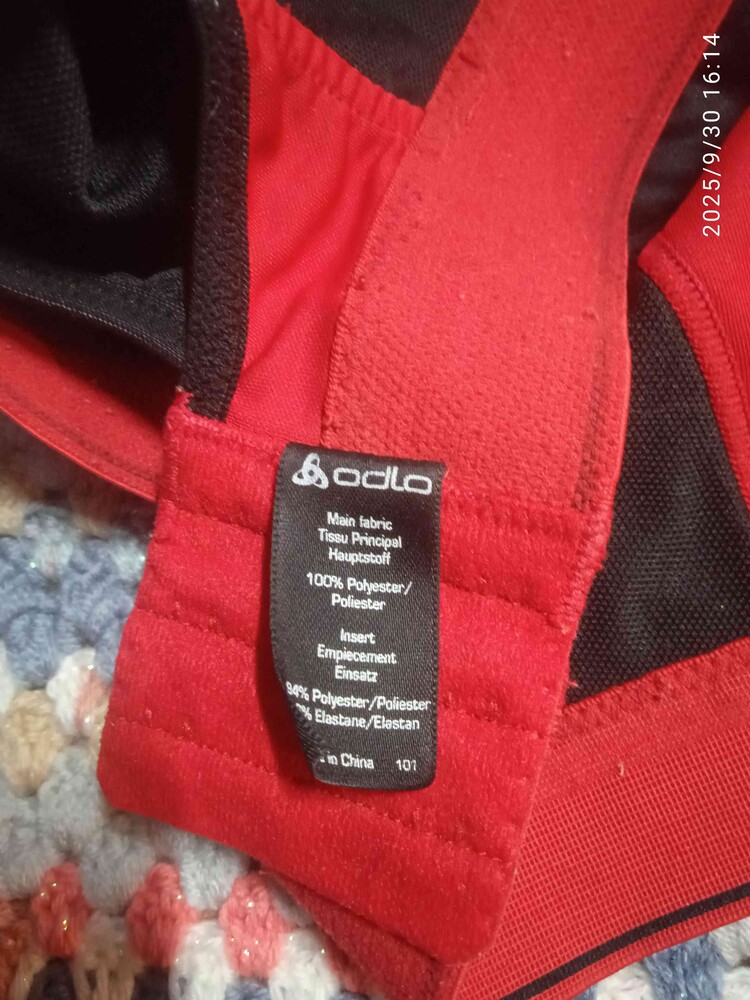 2025/9/30 16:14
odlo
Main fabric
Tissu Principal
Hauptstoff
100% Polyester/
Poliester
Insert
Empiecement
Einsatz
94% Polyester/Poliester
% Elastane/Elastan
in China 101